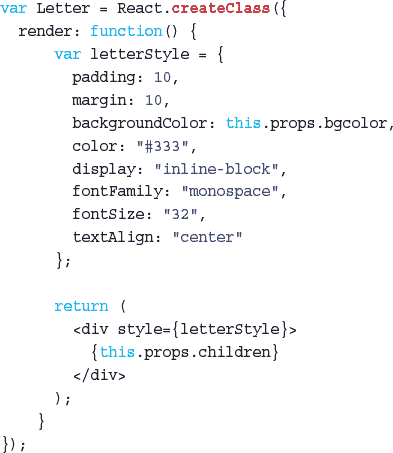 var Letter = React.createClass({
  render: function() {
      var letterStyle = {
        padding: 10,
        margin: 10,
        backgroundColor: this.props.bgcolor,
        color: "#333",
        display: "inline-block",
        fontFamily: "monospace",
        fontSize: "32",
        textAlign: "center"
      };

      return (
        <div style={letterStyle}>
          {this.props.children}
        </div>
      );
    }
});